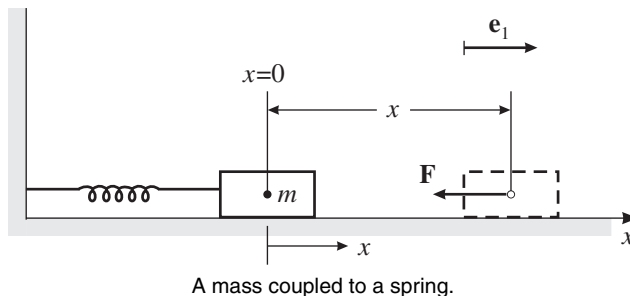 e₁
x=0
x
F
m
x
x
A mass coupled to a spring.